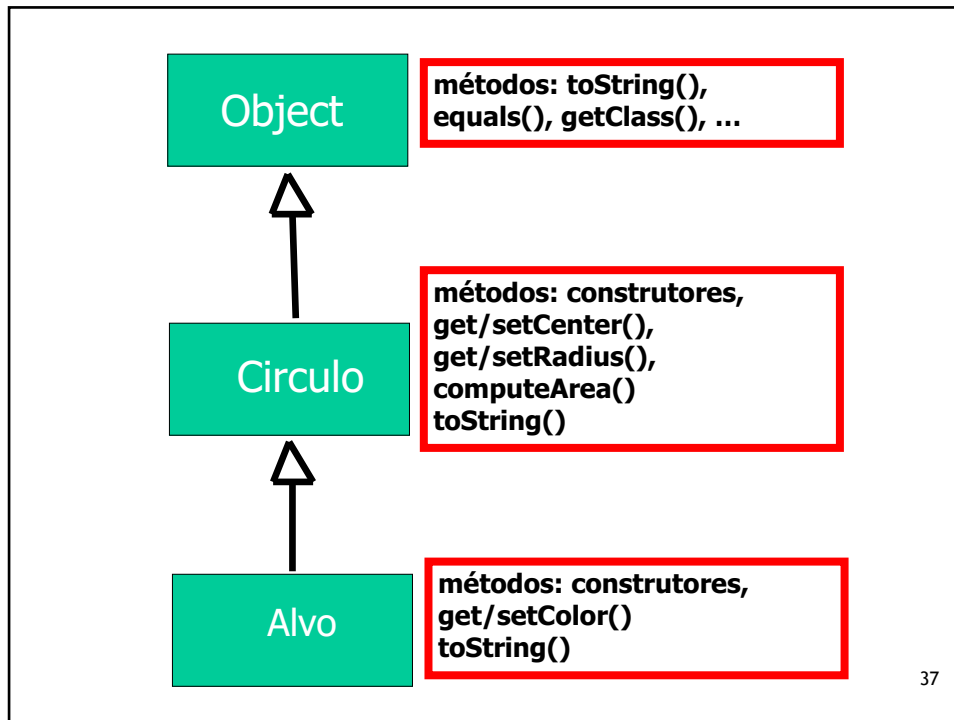 Object
métodos: toString(),
equals(), getClass(), ...
Circulo
métodos: construtores,
get/setCenter(),
get/setRadius(),
computeArea()
toString()
Alvo
métodos: construtores,
get/setColor()
toString()
37